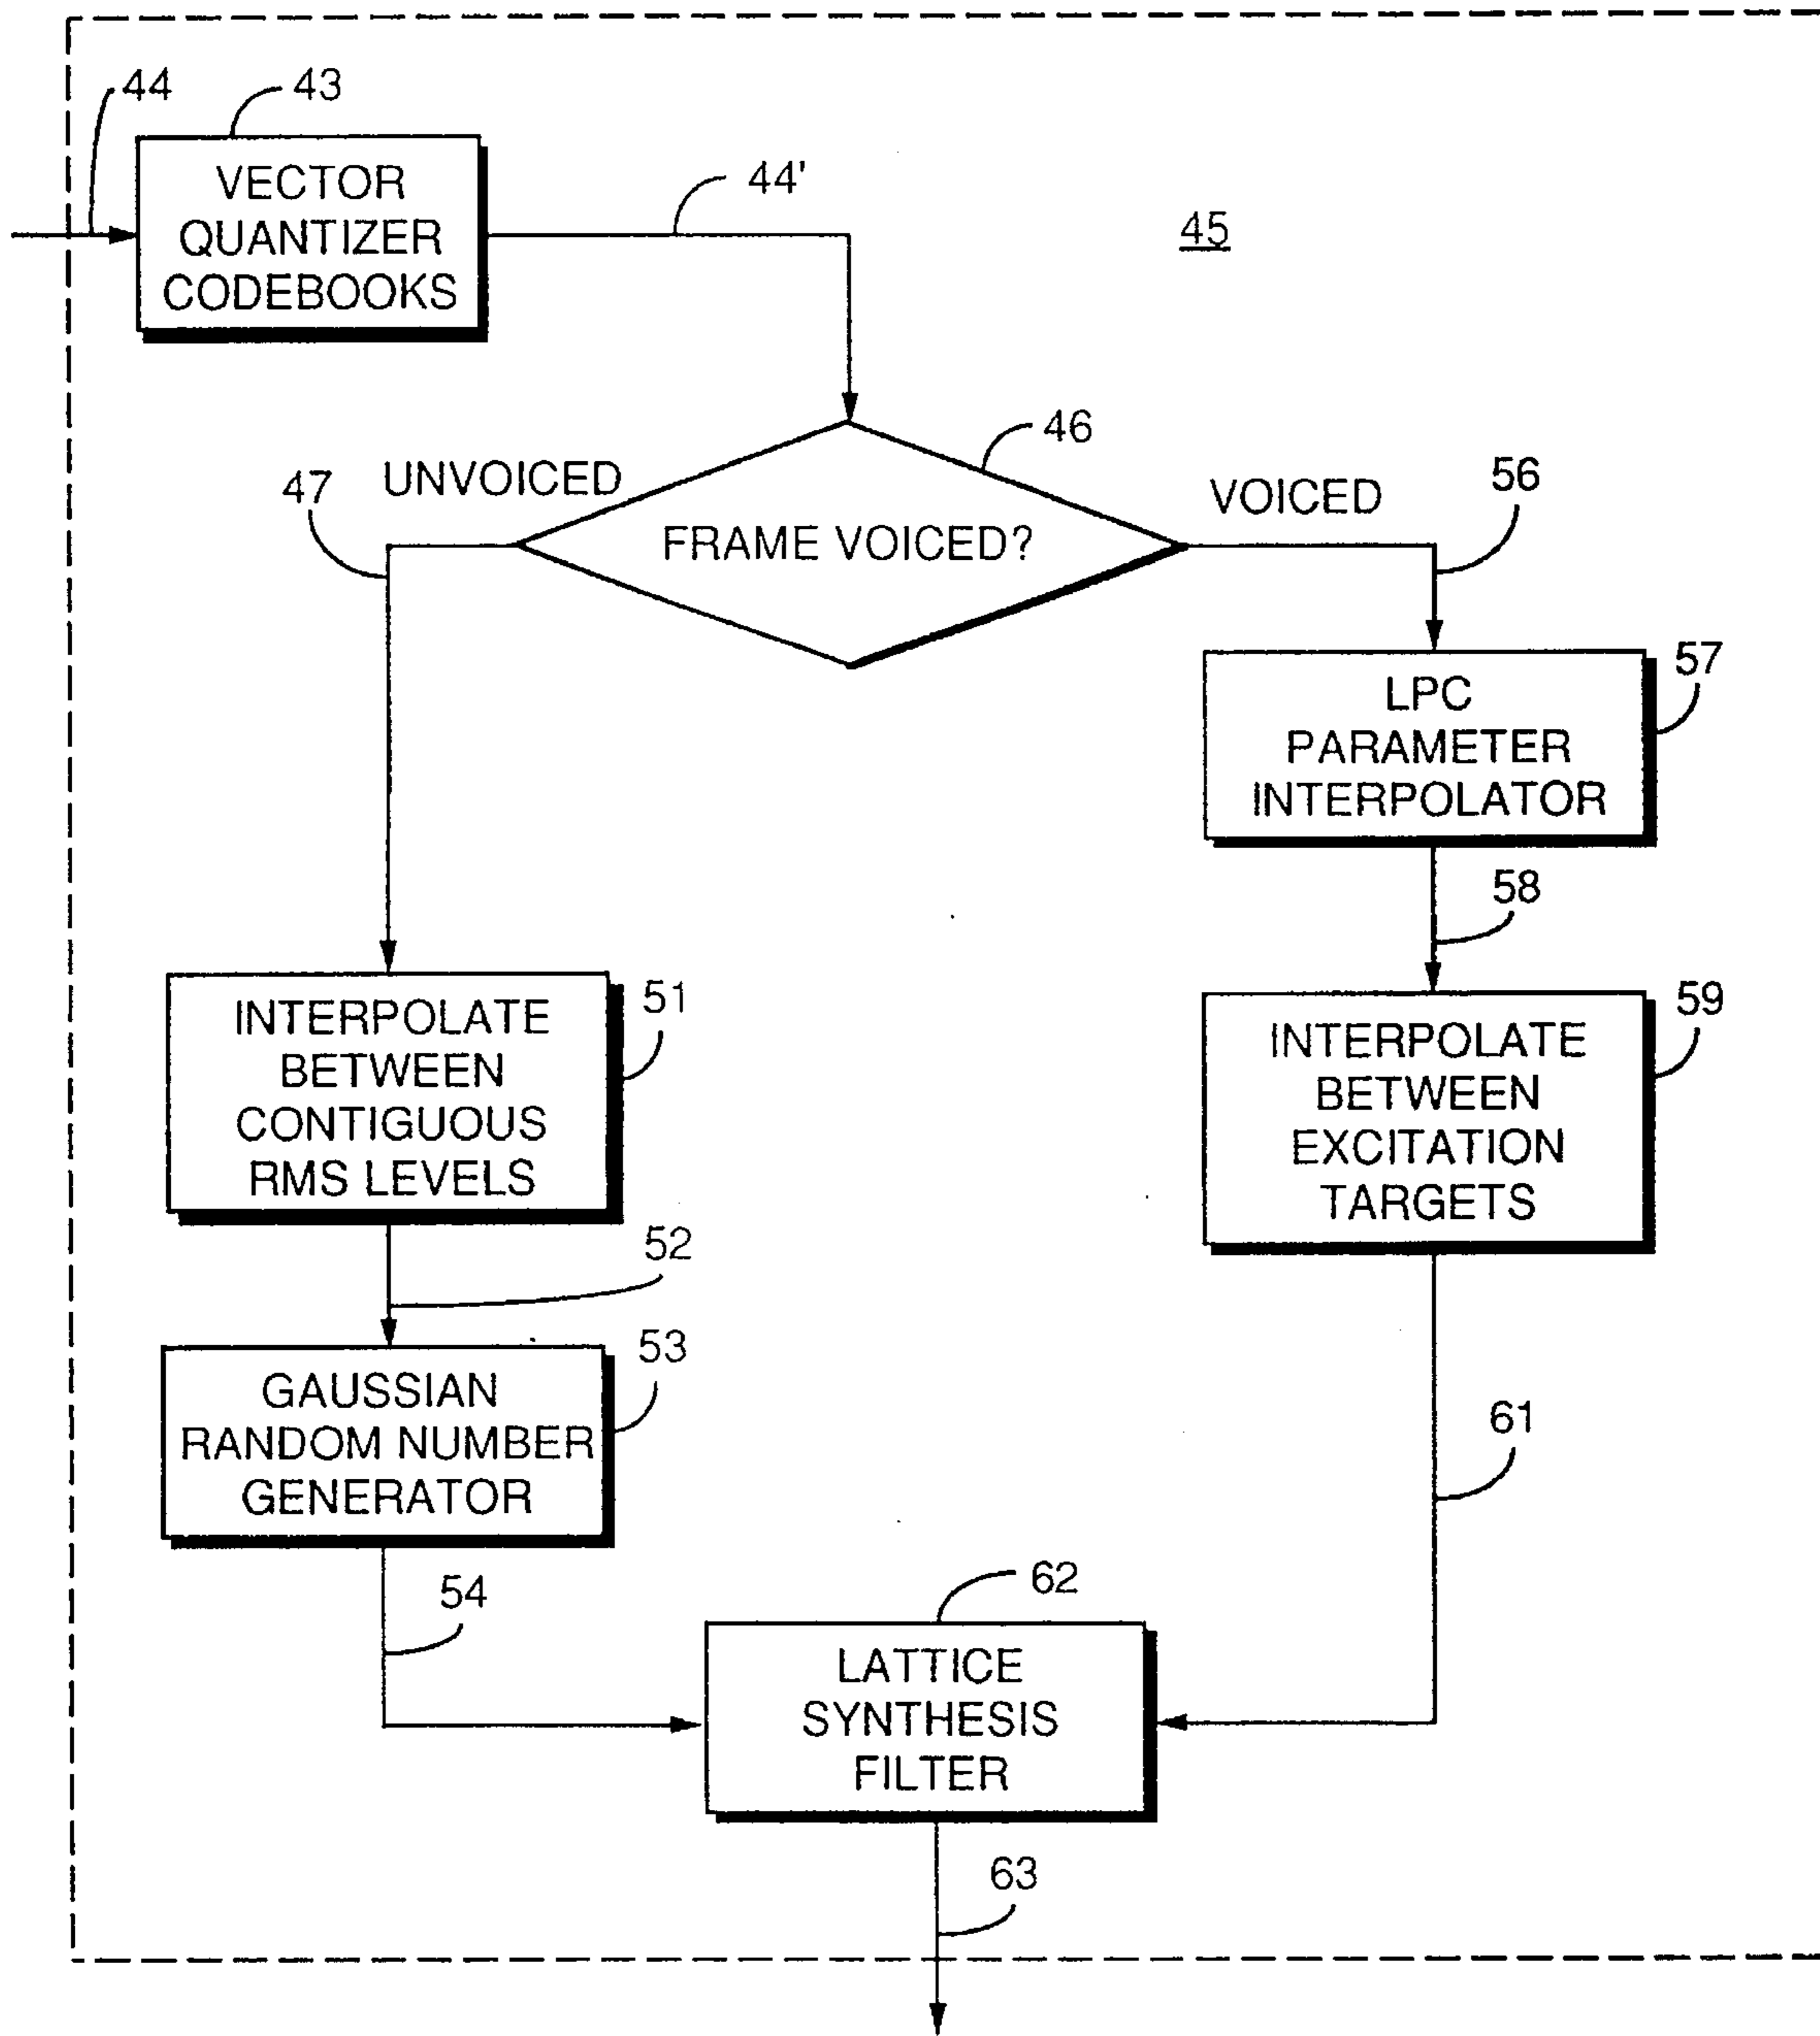 44
43
VECTOR
QUANTIZER
CODEBOOKS
44'
45
46
UNVOICED
47
FRAME VOICED?
VOICED
56
LPC
PARAMETER
INTERPOLATOR
57
58
INTERPOLATE
BETWEEN
CONTIGUOUS
RMS LEVELS
51
INTERPOLATE
BETWEEN
EXCITATION
TARGETS
59
52
GAUSSIAN
RANDOM NUMBER
GENERATOR
53
61
54
62
LATTICE
SYNTHESIS
FILTER
63